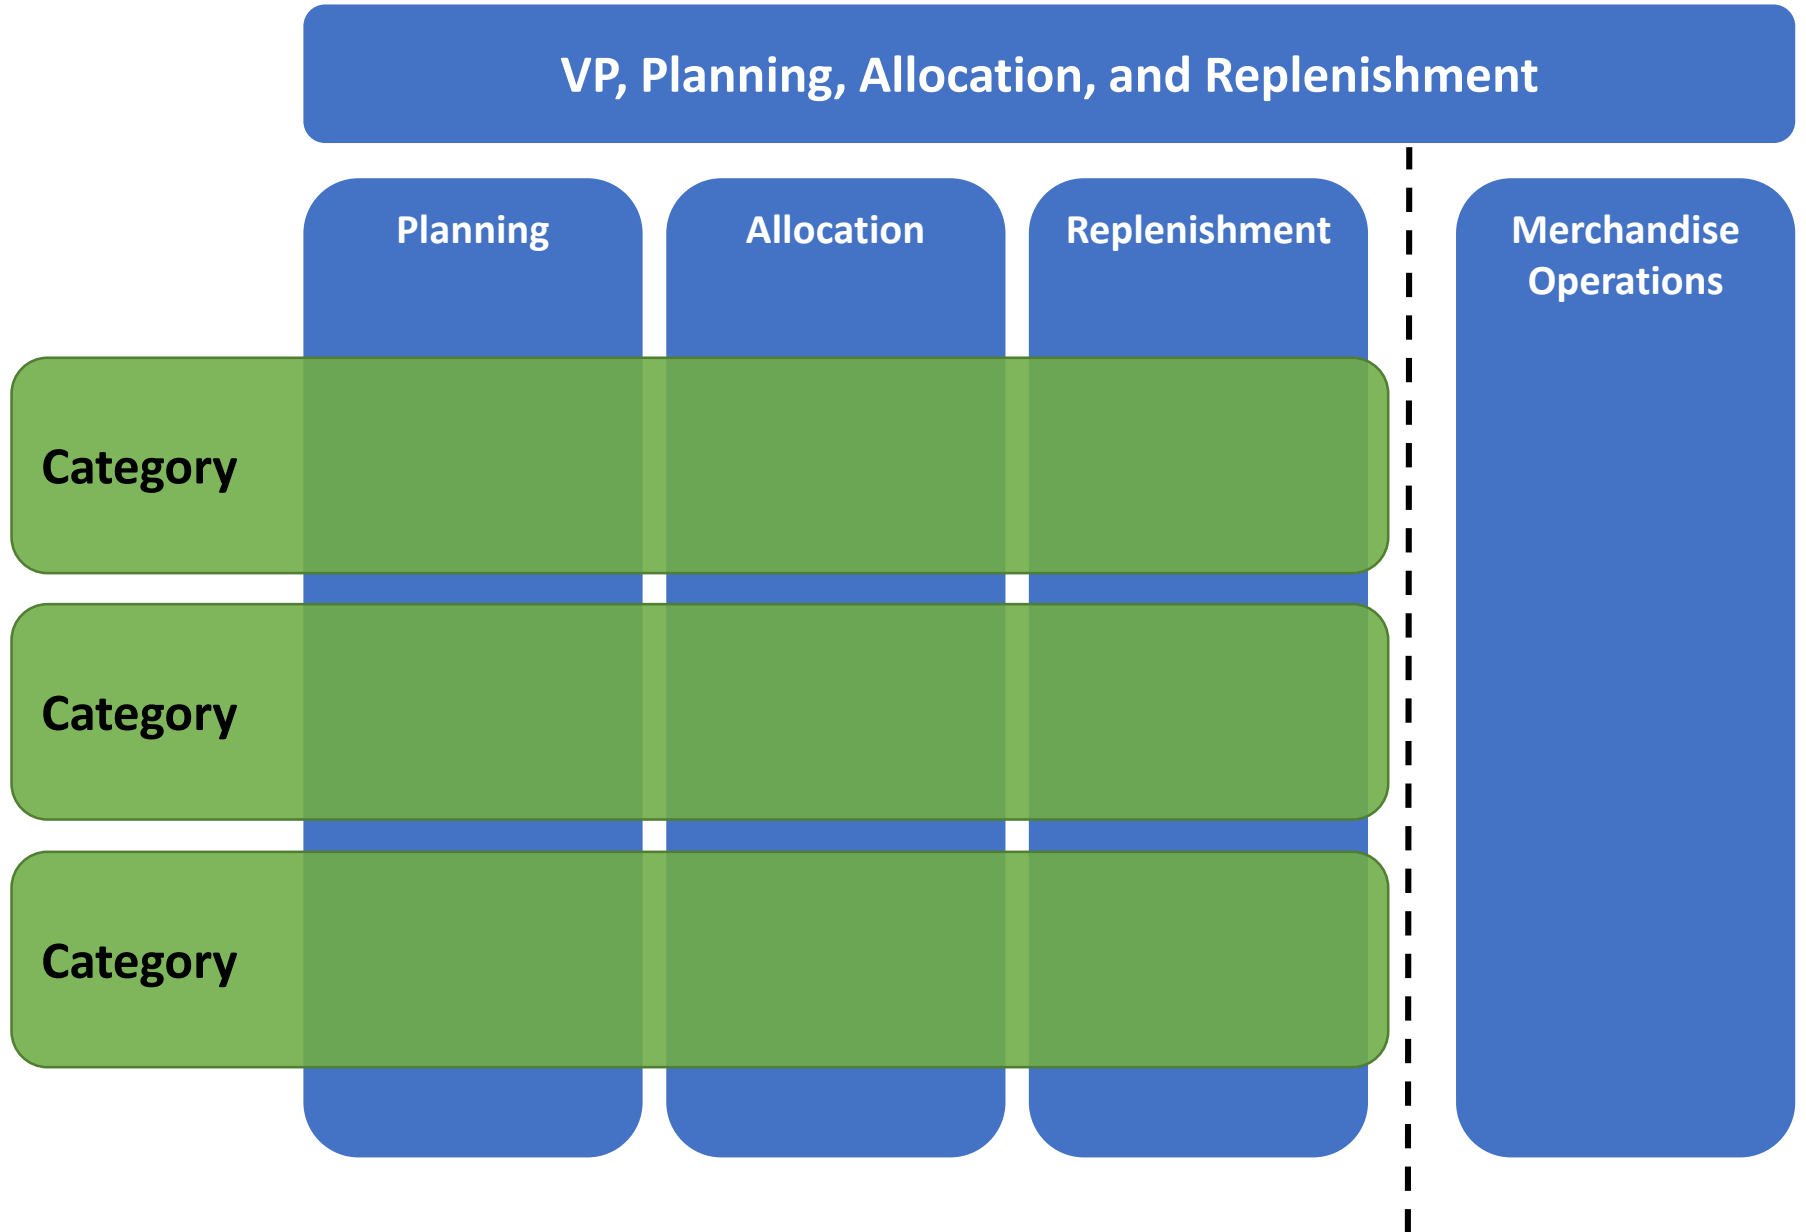 VP, Planning, Allocation, and Replenishment
Planning
Allocation
Replenishment
Merchandise
Operations
Category
Category
Category